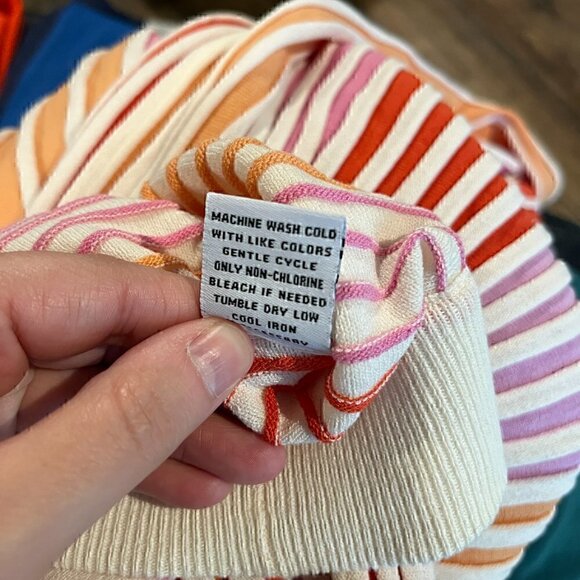 MACHINE WASH COLD
WITH LIKE COLORS
GENTLE CYCLE
ONLY NON-CHLORINE
BLEACH IF NEEDED
TUMBLE DRY LOW
COOL IRON